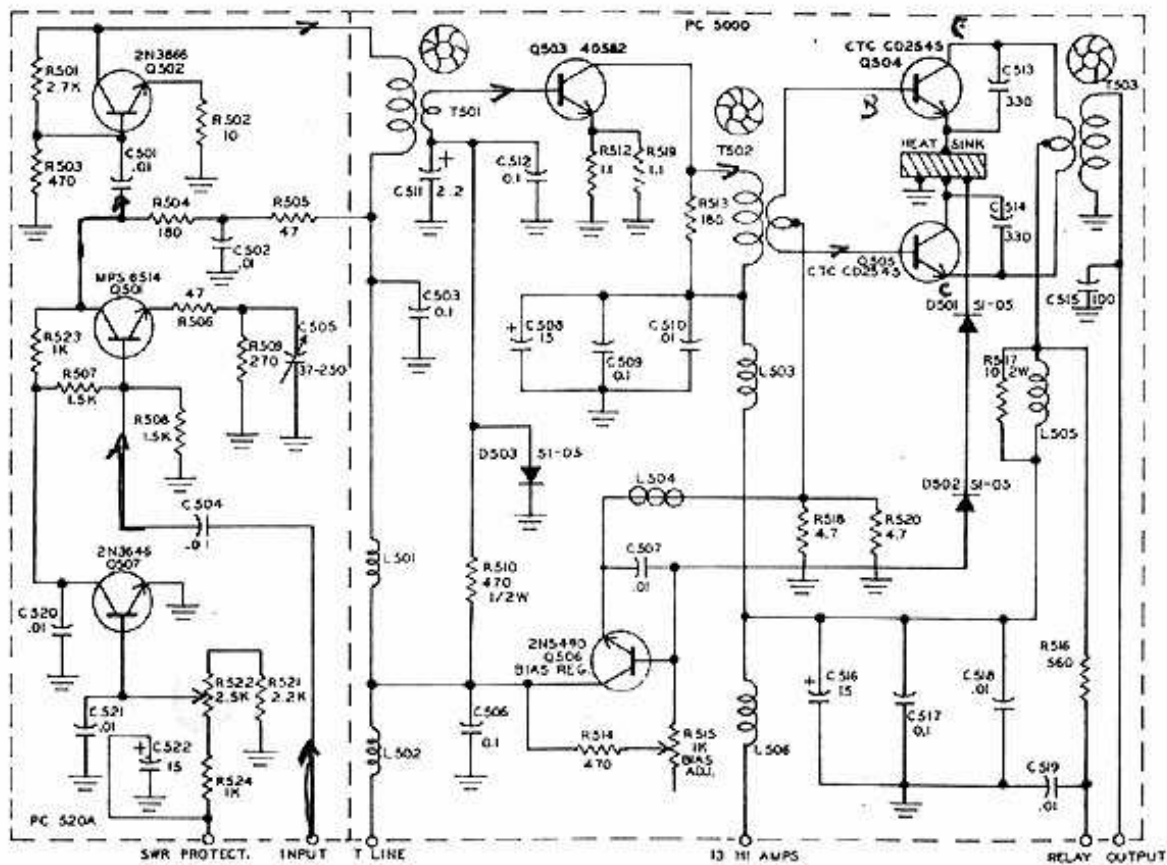 PC 500D
2N3866
Q502
R501
2.7K
R502
10
R503
470
C501
.01
R504
180
R505
47
C502
.01
MPS 6514
Q501
47
R506
R523
1K
R507
1.5K
R508
1.5K
R509
270
C505
37-250
C504
.01
2N3646
Q507
C520
.01
R522
2.5K
R521
2.2K
C521
.01
C522
15
R524
1K
PC 520A
SWR PROTECT.
INPUT
T501
C511
2.2
Q503 40582
C512
0.1
R512
1.1
R519
1.1
R513
180
T502
C503
0.1
C508
15
C509
0.1
C510
.01
L503
D503 S1-05
L504
L501
R510
470
1/2W
C507
.01
2N5490
Q506
BIAS REG.
R514
470
R515
1K
BIAS
ADJ.
C506
0.1
L502
L506
T LINE
13 HI AMPS
C
CTC CD2545
Q504
B
C513
330
T503
HEAT SINK
C514
330
Q505
CTC CD2545
C
D501 S1-05
C515 100
R517
10 2W
L505
D502 S1-05
R518
4.7
R520
4.7
R516
560
C516
15
C517
0.1
C518
.01
C519
.01
RELAY
OUTPUT